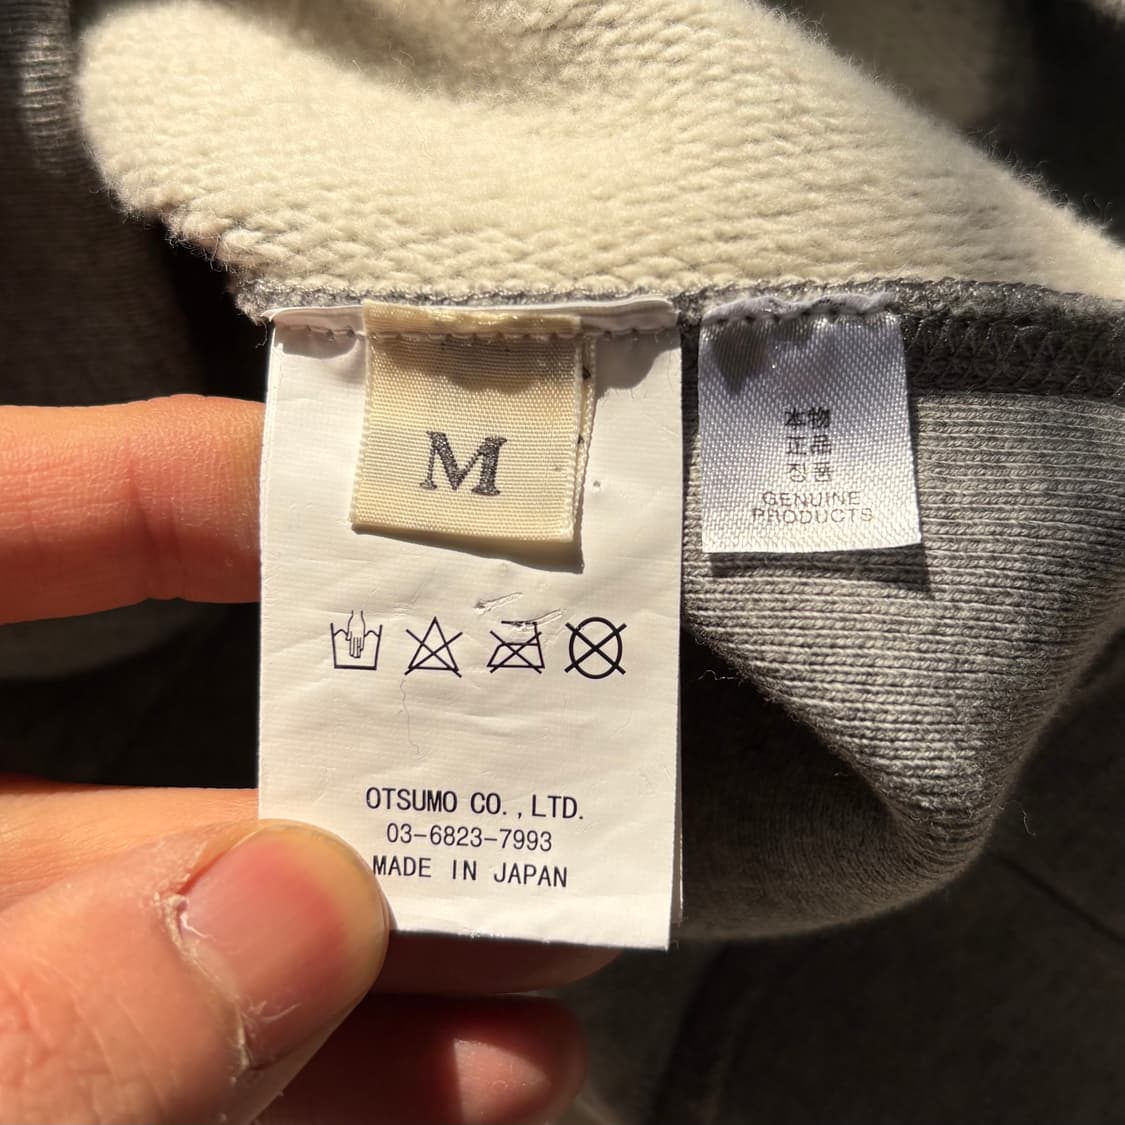 M
OTSUMO CO.,LTD.
03-6823-7993
MADE IN JAPAN
本物
正品
정품
GENUINE
PRODUCTS